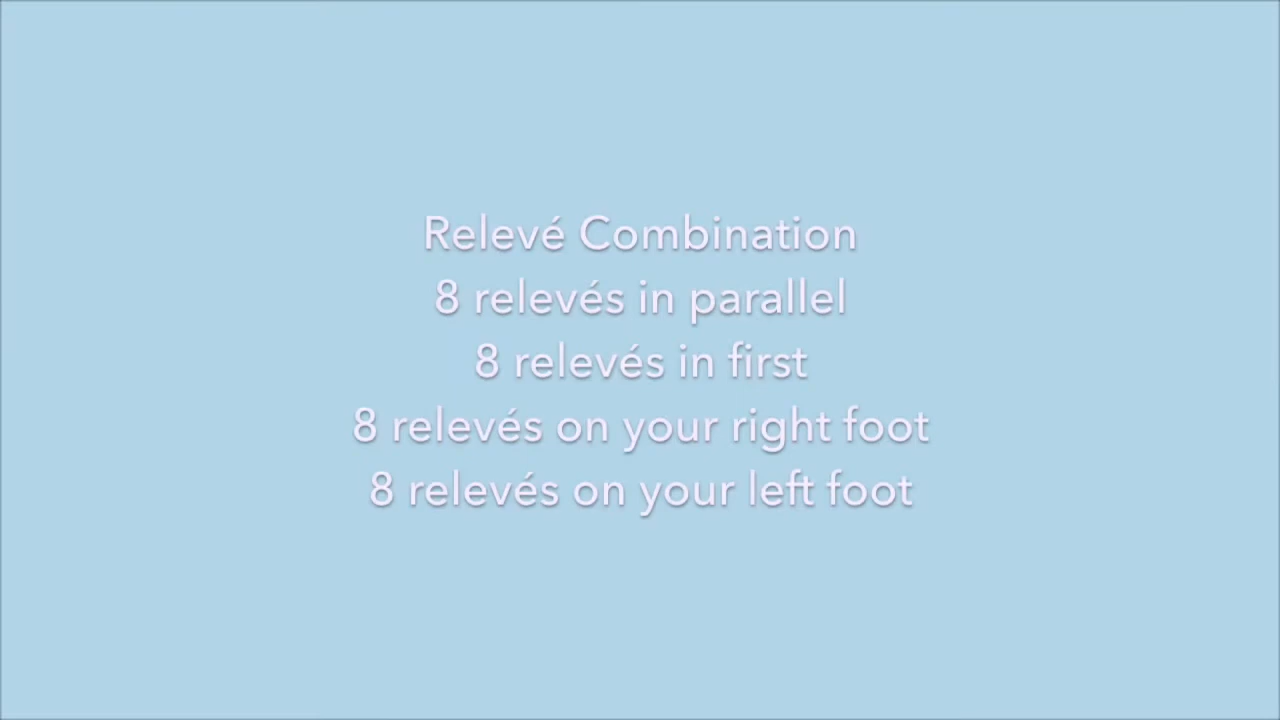 Relevé Combination
8 relevés in parallel
8 relevés in first
8 relevés on your right foot
8 relevés on your left foot